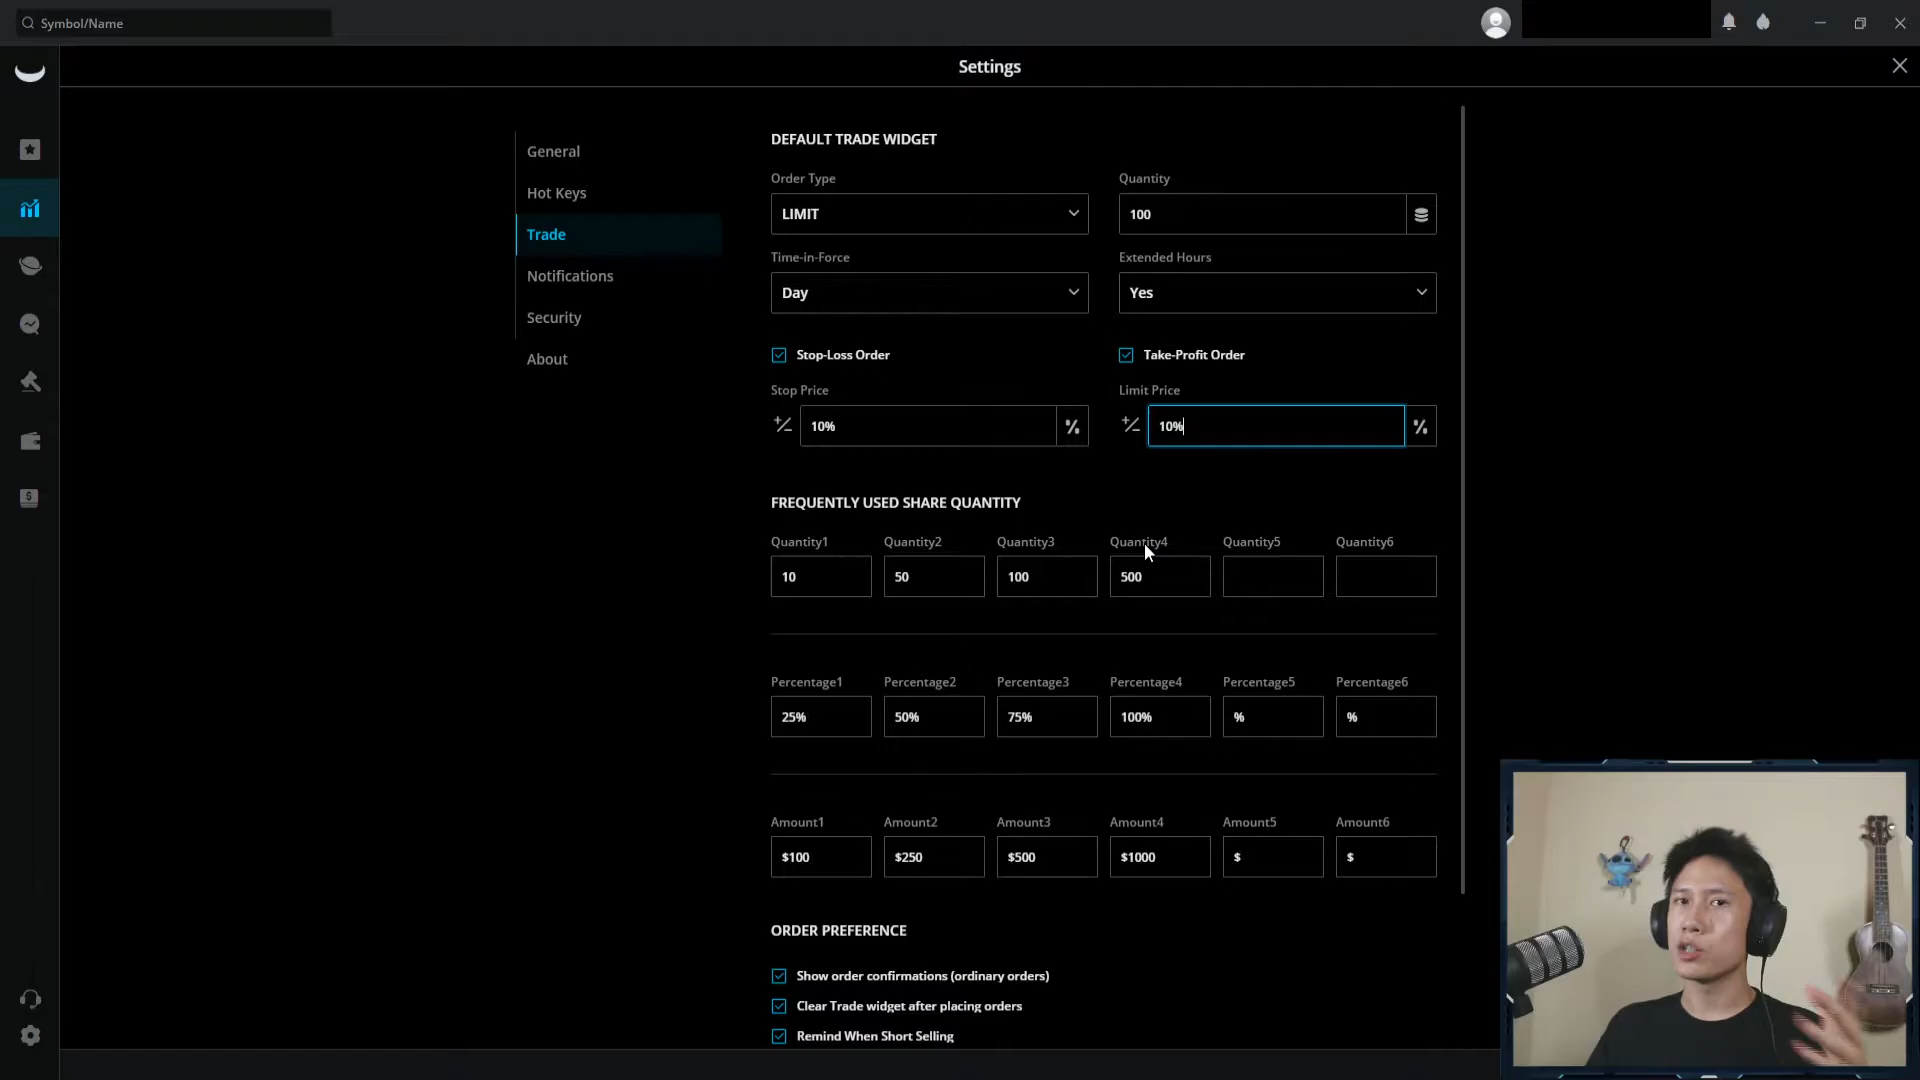 Symbol/Name
Settings
General
Hot Keys
Trade
Notifications
Security
About
DEFAULT TRADE WIDGET
Order Type
Quantity
LIMIT
100
Time-in-Force
Extended Hours
Day
Yes
Stop-Loss Order
Take-Profit Order
Stop Price
Limit Price
+/-
10%
%
+/-
10%
%
FREQUENTLY USED SHARE QUANTITY
Quantity1
Quantity2
Quantity3
Quantity4
Quantity5
Quantity6
10
50
100
500
Percentage1
Percentage2
Percentage3
Percentage4
Percentage5
Percentage6
25%
50%
75%
100%
%
%
Amount1
Amount2
Amount3
Amount4
Amount5
Amount6
$100
$250
$500
$1000
$
$
ORDER PREFERENCE
Show order confirmations (ordinary orders)
Clear Trade widget after placing orders
Remind When Short Selling